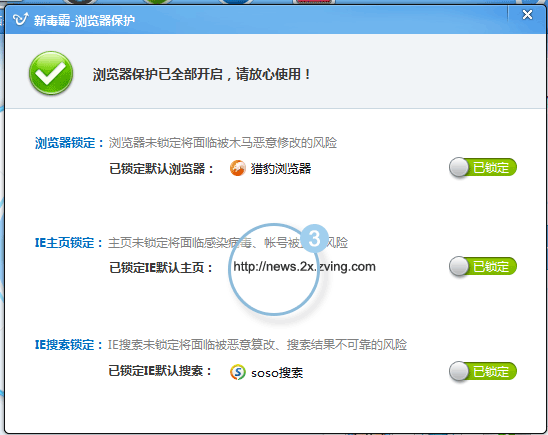 新毒霸-浏览器保护
浏览器保护已全部开启，请放心使用！
浏览器锁定： 浏览器未锁定将面临被木马恶意修改的风险
已锁定默认浏览器： 猎豹浏览器 已锁定
3
IE主页锁定： 主页未锁定将面临感染病毒、帐号被 风险
已锁定IE默认主页： http://news.2x.zving.com 已锁定
IE搜索锁定： IE搜索未锁定将面临被恶意篡改、搜索结果不可靠的风险
已锁定IE默认搜索： soso搜索 已锁定